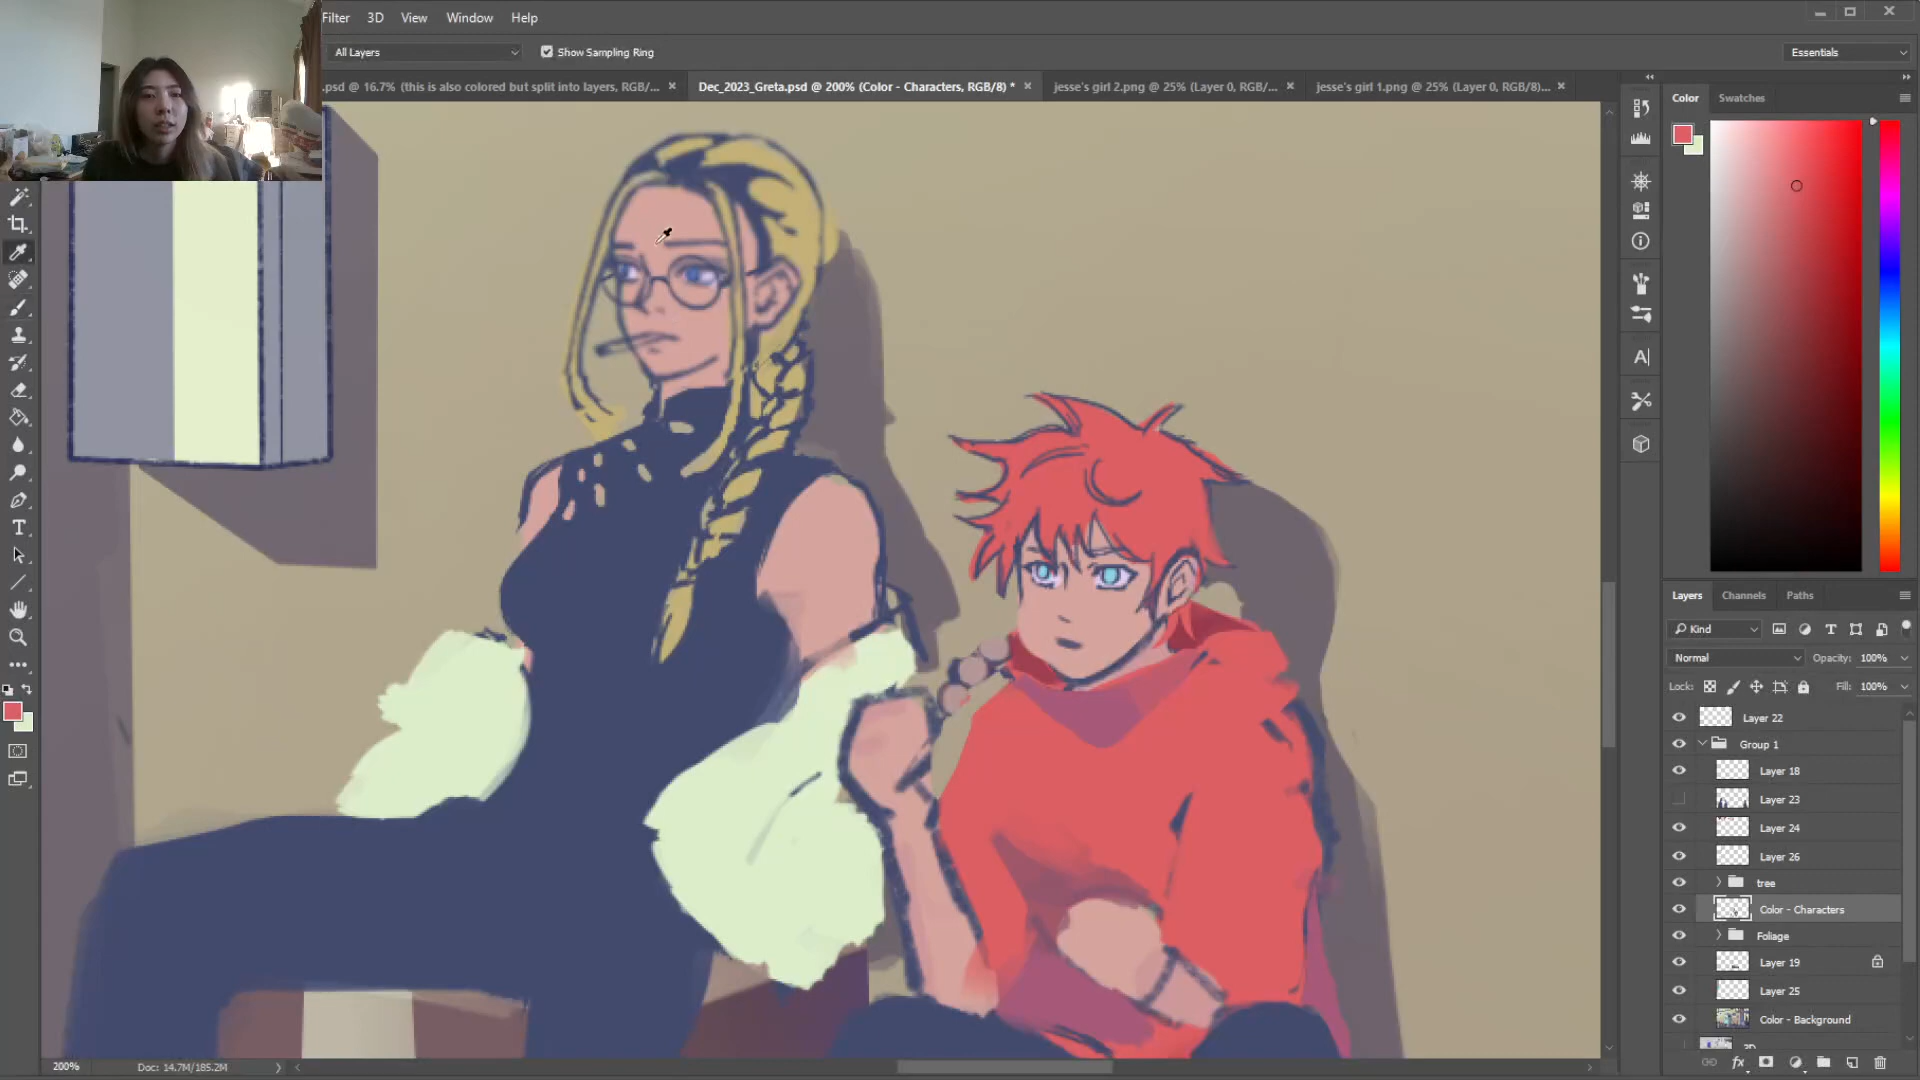 Filter 3D View Window Help
All Layers Show Sampling Ring Essentials
.psd @ 16.7% (this is also colored but split into layers, RGB/... × Dec_2023_Greta.psd @ 200% (Color - Characters, RGB/8) * × jesse's girl 2.png @ 25% (Layer 0, RGB/... × jesse's girl 1.png @ 25% (Layer 0, RGB/8)... ×
Color Swatches
Layers Channels Paths
Kind
Normal Opacity: 100%
Lock: Fill: 100%
Layer 22
Group 1
Layer 18
Layer 23
Layer 24
Layer 26
tree
Color - Characters
Foliage
Layer 19
Layer 25
Color - Background
3D
200% Doc: 14.7M/185.2M